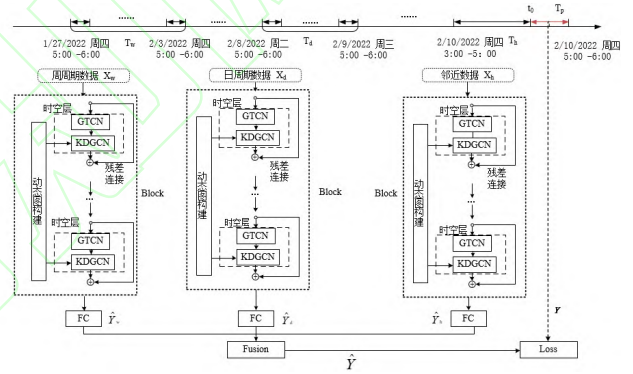 t0 Tp
...... ...... ...... ......
1/27/2022 周四 Tw 2/3/2022 周四 2/8/2022 周二 Td 2/9/2022 周三 2/10/2022 周四 Th 2/10/2022 周四
5:00 -6:00 5:00 -6:00 5:00 -6:00 5:00 -6:00 3:00 -5：00 5:00 -6:00
周周期数据 Xw 日周期数据 Xd 邻近数据 Xh
时空层 时空层 时空层
GTCN GTCN GTCN
KDGCN KDGCN KDGCN
残差 残差 残差
连接 连接 连接
动态图构建 动态图构建 动态图构建
Block Block Block
... ... ...
时空层 时空层 时空层
GTCN GTCN GTCN
KDGCN KDGCN KDGCN
FC Ŷw FC Ŷd Ŷh FC
Y
Fusion Loss
Ŷ